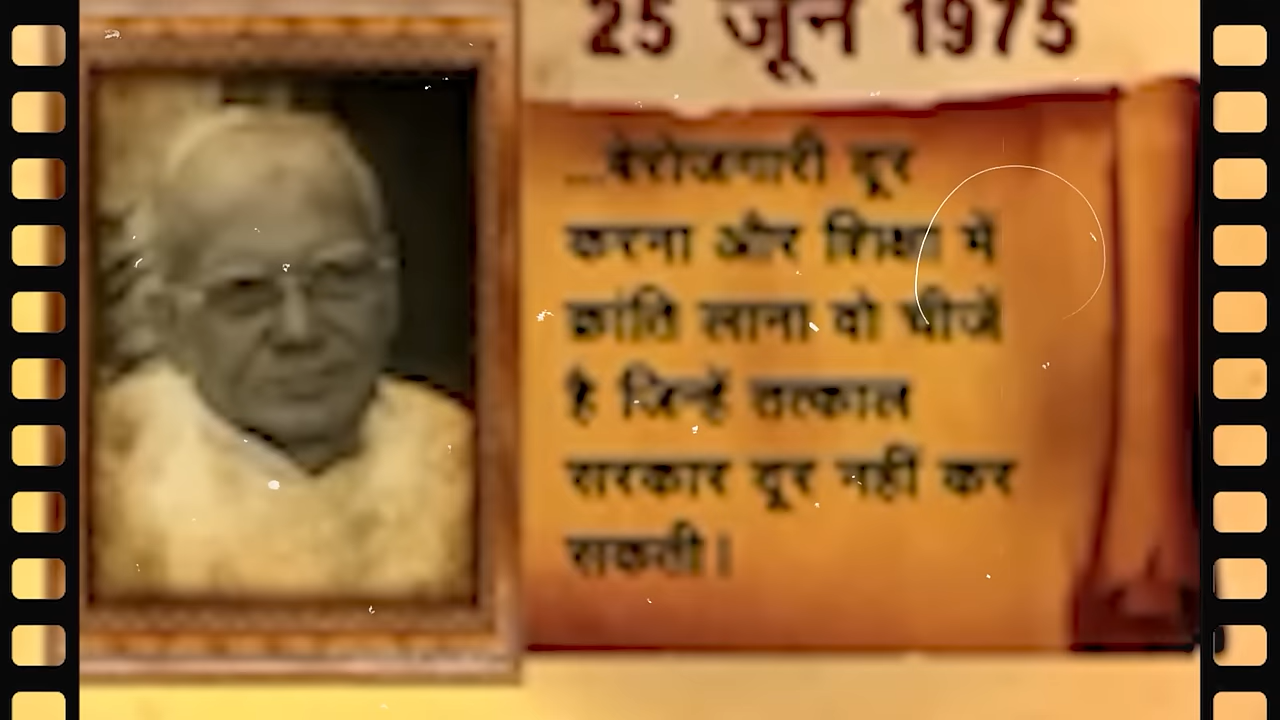 25 जून 1975
...बेरोजगारी दूर
करना और शिक्षा में
क्रांति लाना वो चीजें
है जिन्हें तत्काल
सरकार दूर नहीं कर
सकती।